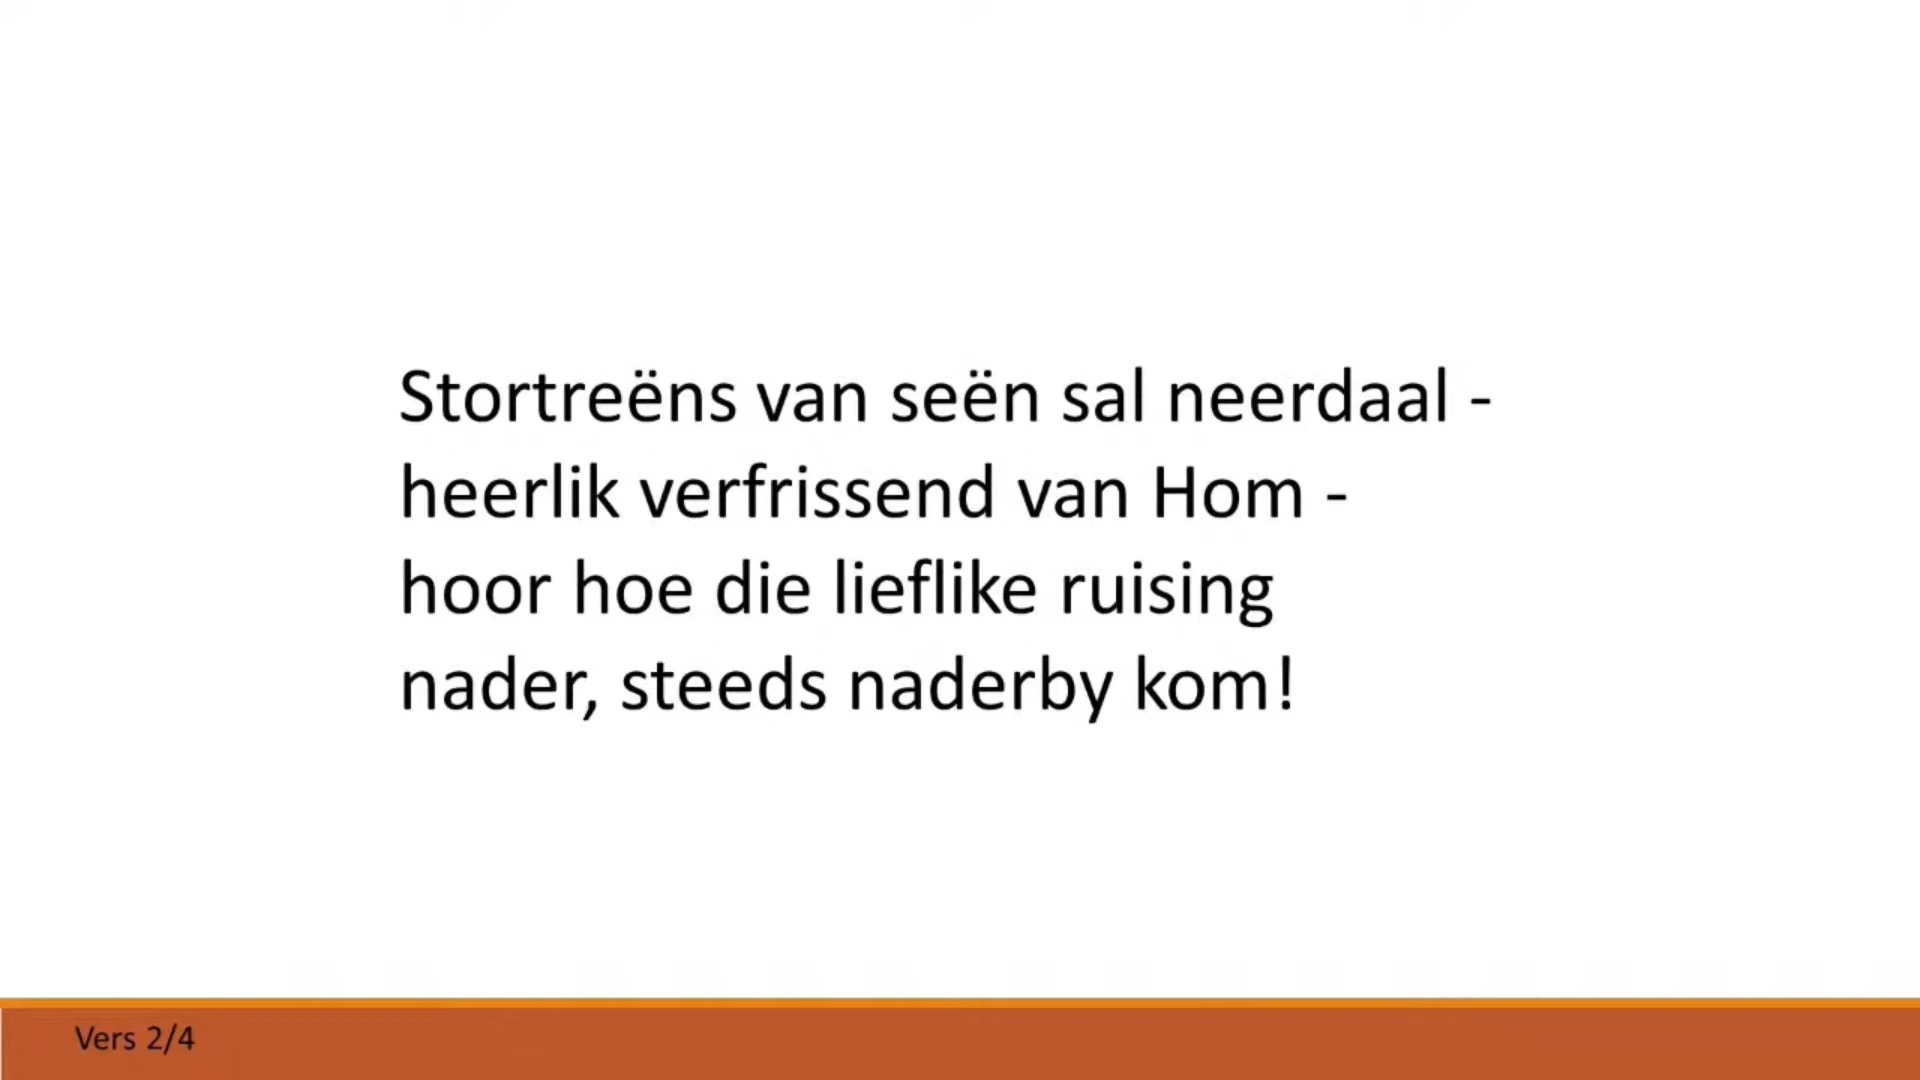 Stortreëns van seën sal neerdaal -
heerlik verfrissend van Hom -
hoor hoe die lieflike ruising
nader, steeds naderby kom!
Vers 2/4